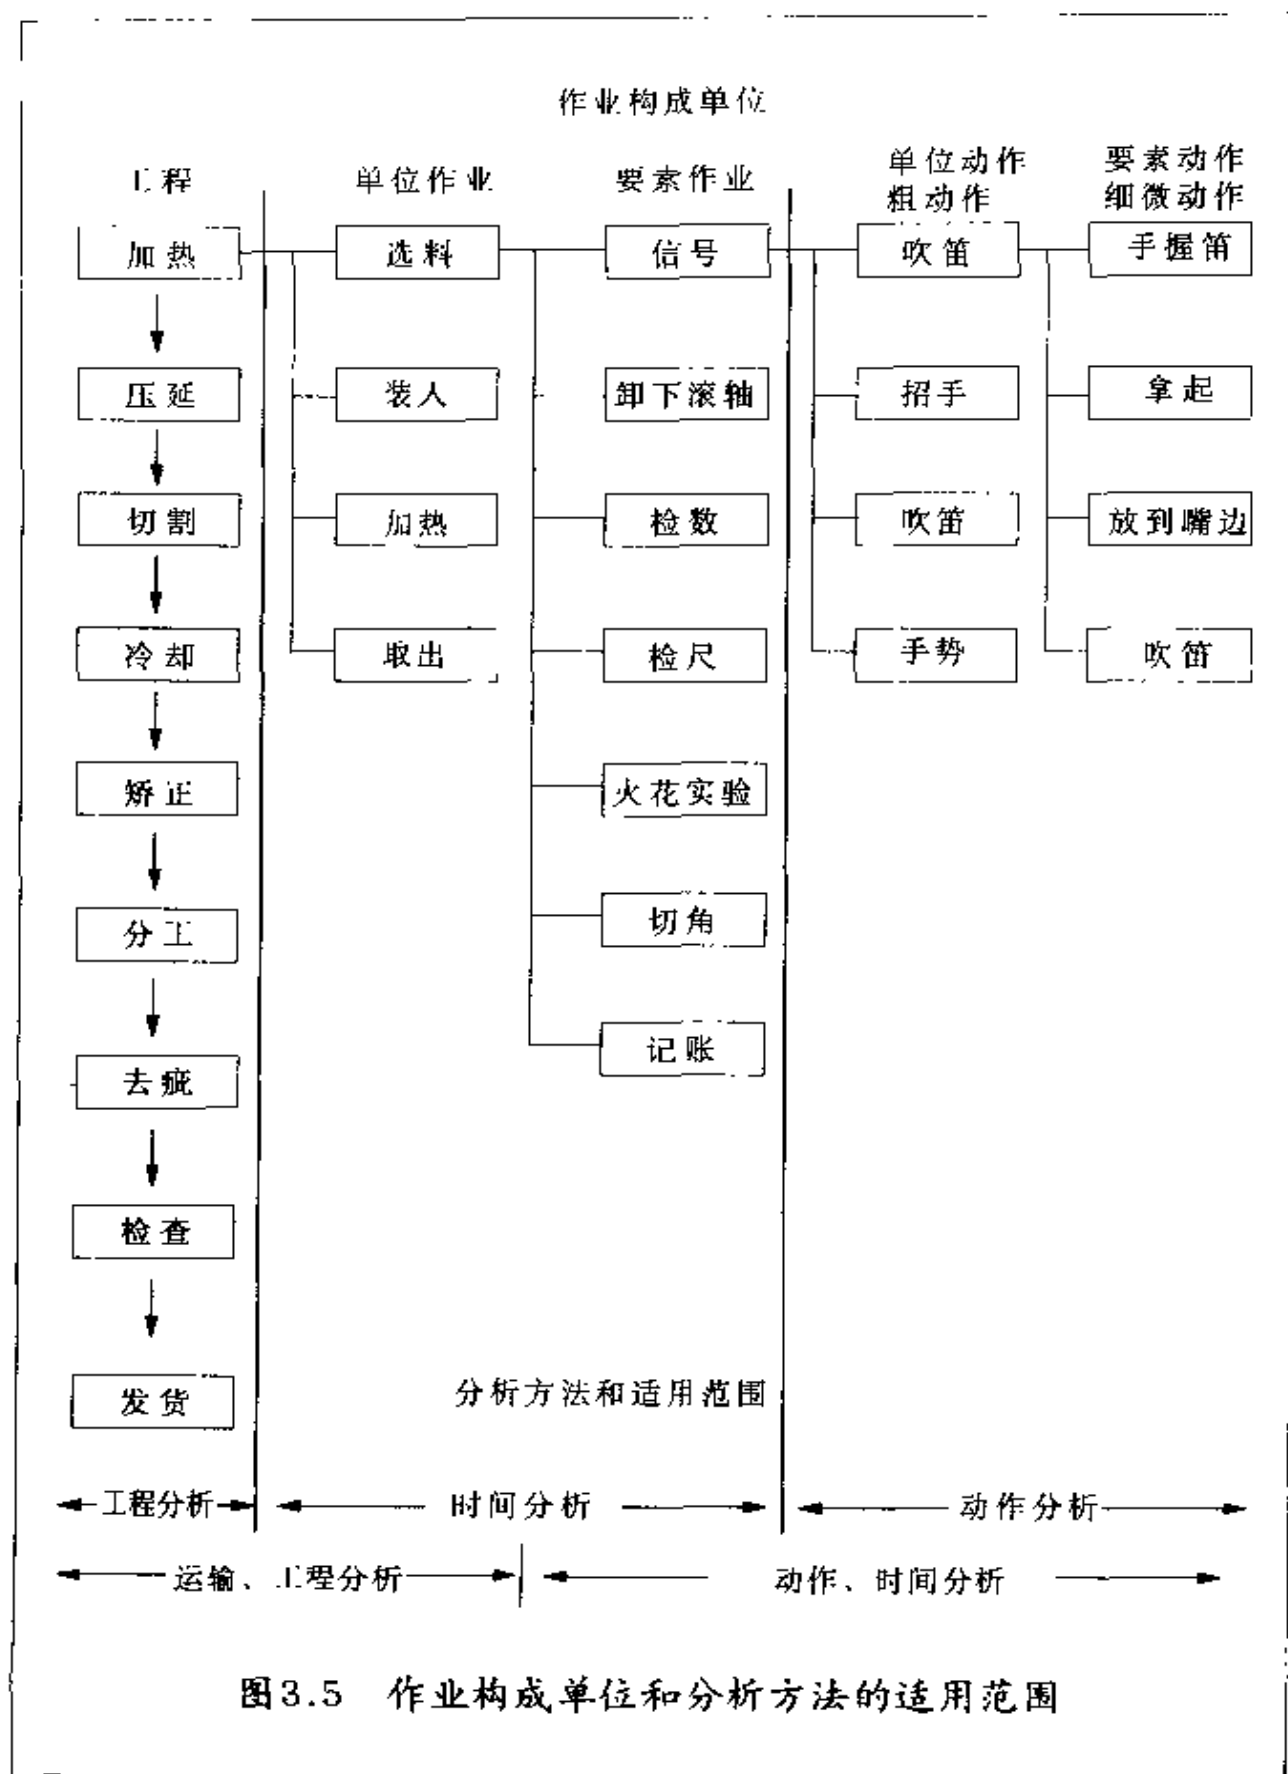 作业构成单位
工程 单位作业 要素作业 单位动作 要素动作
粗动作 细微动作
加热 选料 信号 吹笛 手握笛
压延 装人 卸下滚轴 招手 拿起
切割 加热 检数 吹笛 放到嘴边
冷却 取出 检尺 手势 吹笛
矫正 火花实验
分工 切角
去疵 记账
检查
发货 分析方法和适用范围
工程分析 时间分析 动作分析
运输、工程分析 动作、时间分析
图3.5 作业构成单位和分析方法的适用范围